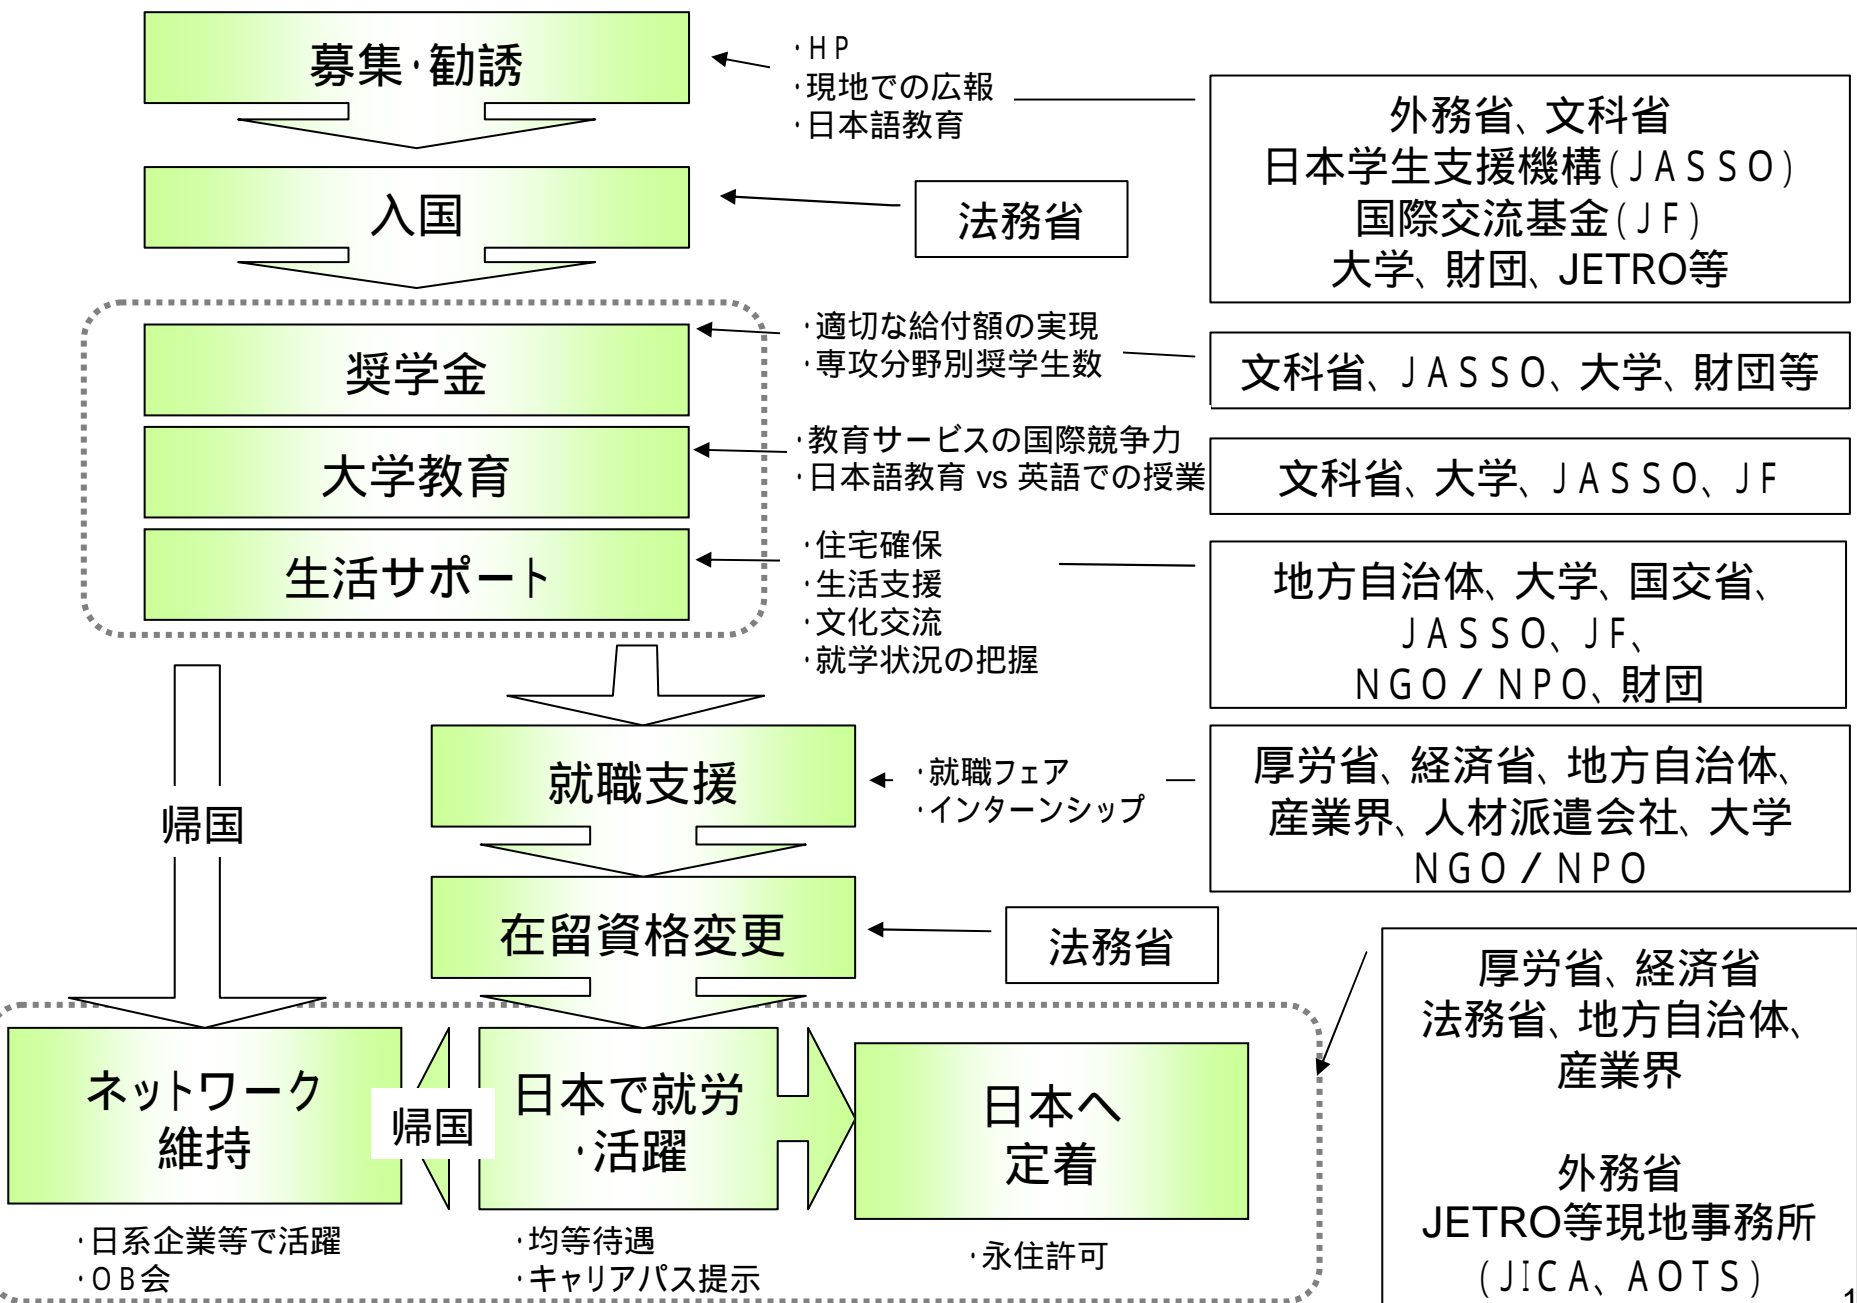 募集・勧誘
・HP
・現地での広報
・日本語教育
外務省、文科省
日本学生支援機構(JASSO)
国際交流基金(JF)
大学、財団、JETRO等
入国
法務省
奨学金
・適切な給付額の実現
・専攻分野別奨学生数
文科省、JASSO、大学、財団等
大学教育
・教育サービスの国際競争力
・日本語教育 vs 英語での授業
文科省、大学、JASSO、JF
生活サポート
・住宅確保
・生活支援
・文化交流
・就学状況の把握
地方自治体、大学、国交省、
JASSO、JF、
NGO/NPO、財団
帰国
就職支援
・就職フェア
・インターンシップ
厚労省、経済省、地方自治体、
産業界、人材派遣会社、大学
NGO/NPO
在留資格変更
法務省
厚労省、経済省
法務省、地方自治体、
産業界
外務省
JETRO等現地事務所
(JICA、AOTS)
ネットワーク
維持
帰国
日本で就労
・活躍
日本へ
定着
・日系企業等で活躍
・OB会
・均等待遇
・キャリアパス提示
・永住許可
1